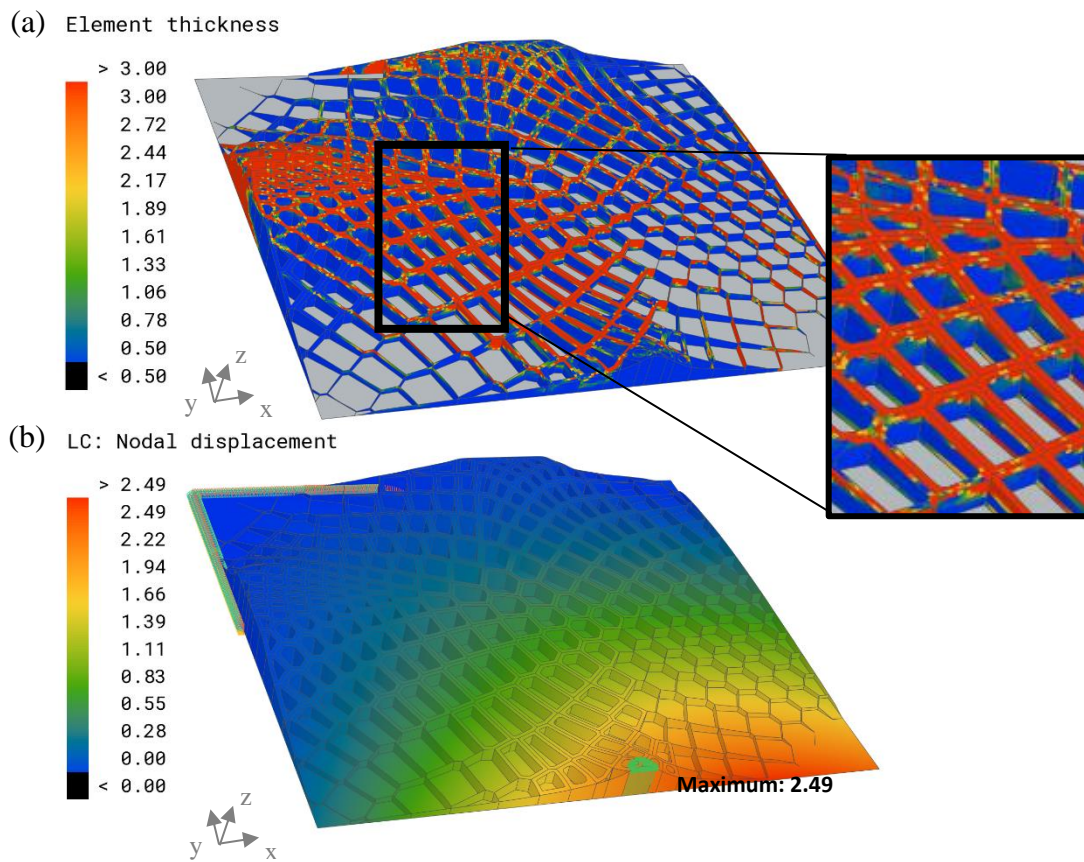 (a) Element thickness
> 3.00
3.00
2.72
2.44
2.17
1.89
1.61
1.33
1.06
0.78
0.50
< 0.50
z
y
x
(b) LC: Nodal displacement
> 2.49
2.49
2.22
1.94
1.66
1.39
1.11
0.83
0.55
0.28
0.00
< 0.00
Maximum: 2.49
z
y
x